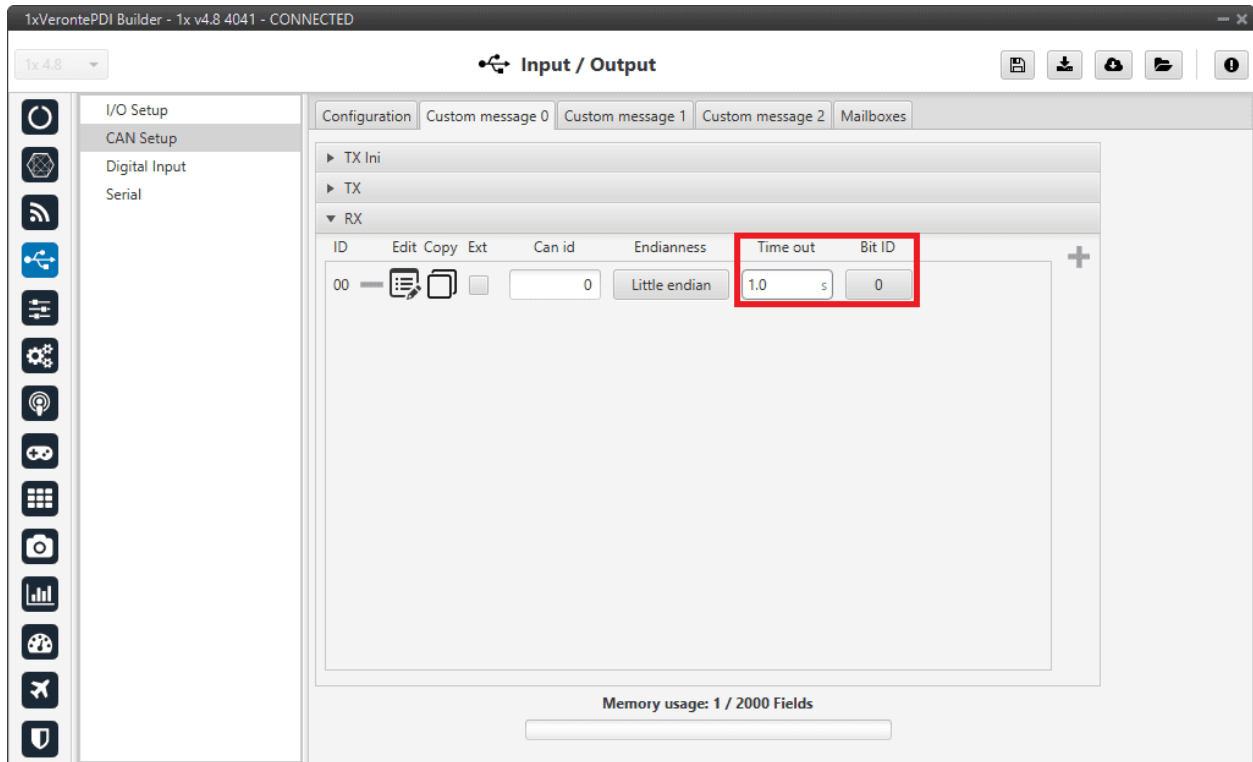 1xVerontePDI Builder - 1x v4.8 4041 - CONNECTED
1x 4.8
Input / Output
I/O Setup
CAN Setup
Digital Input
Serial
Configuration Custom message 0 Custom message 1 Custom message 2 Mailboxes
TX Ini
TX
RX
ID Edit Copy Ext Can id Endianness Time out Bit ID
00 0 Little endian 1.0 s 0
Memory usage: 1 / 2000 Fields